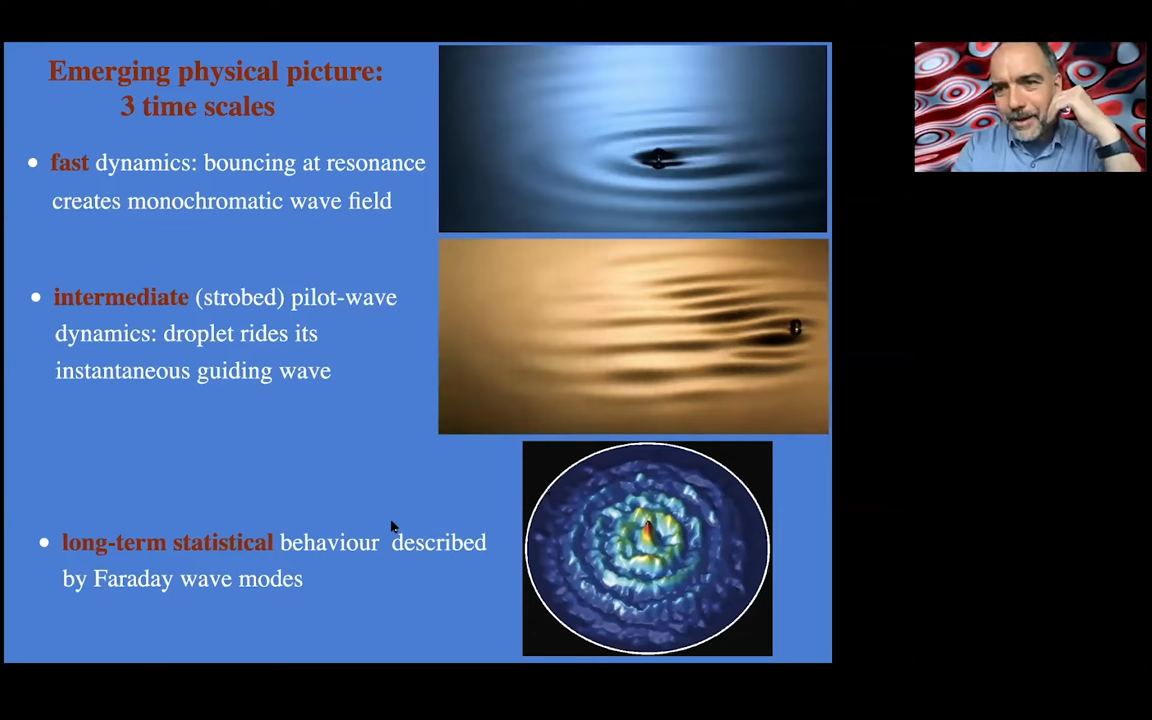 Emerging physical picture:
3 time scales
• fast dynamics: bouncing at resonance
creates monochromatic wave field
• intermediate (strobed) pilot-wave
dynamics: droplet rides its
instantaneous guiding wave
• long-term statistical behaviour described
by Faraday wave modes